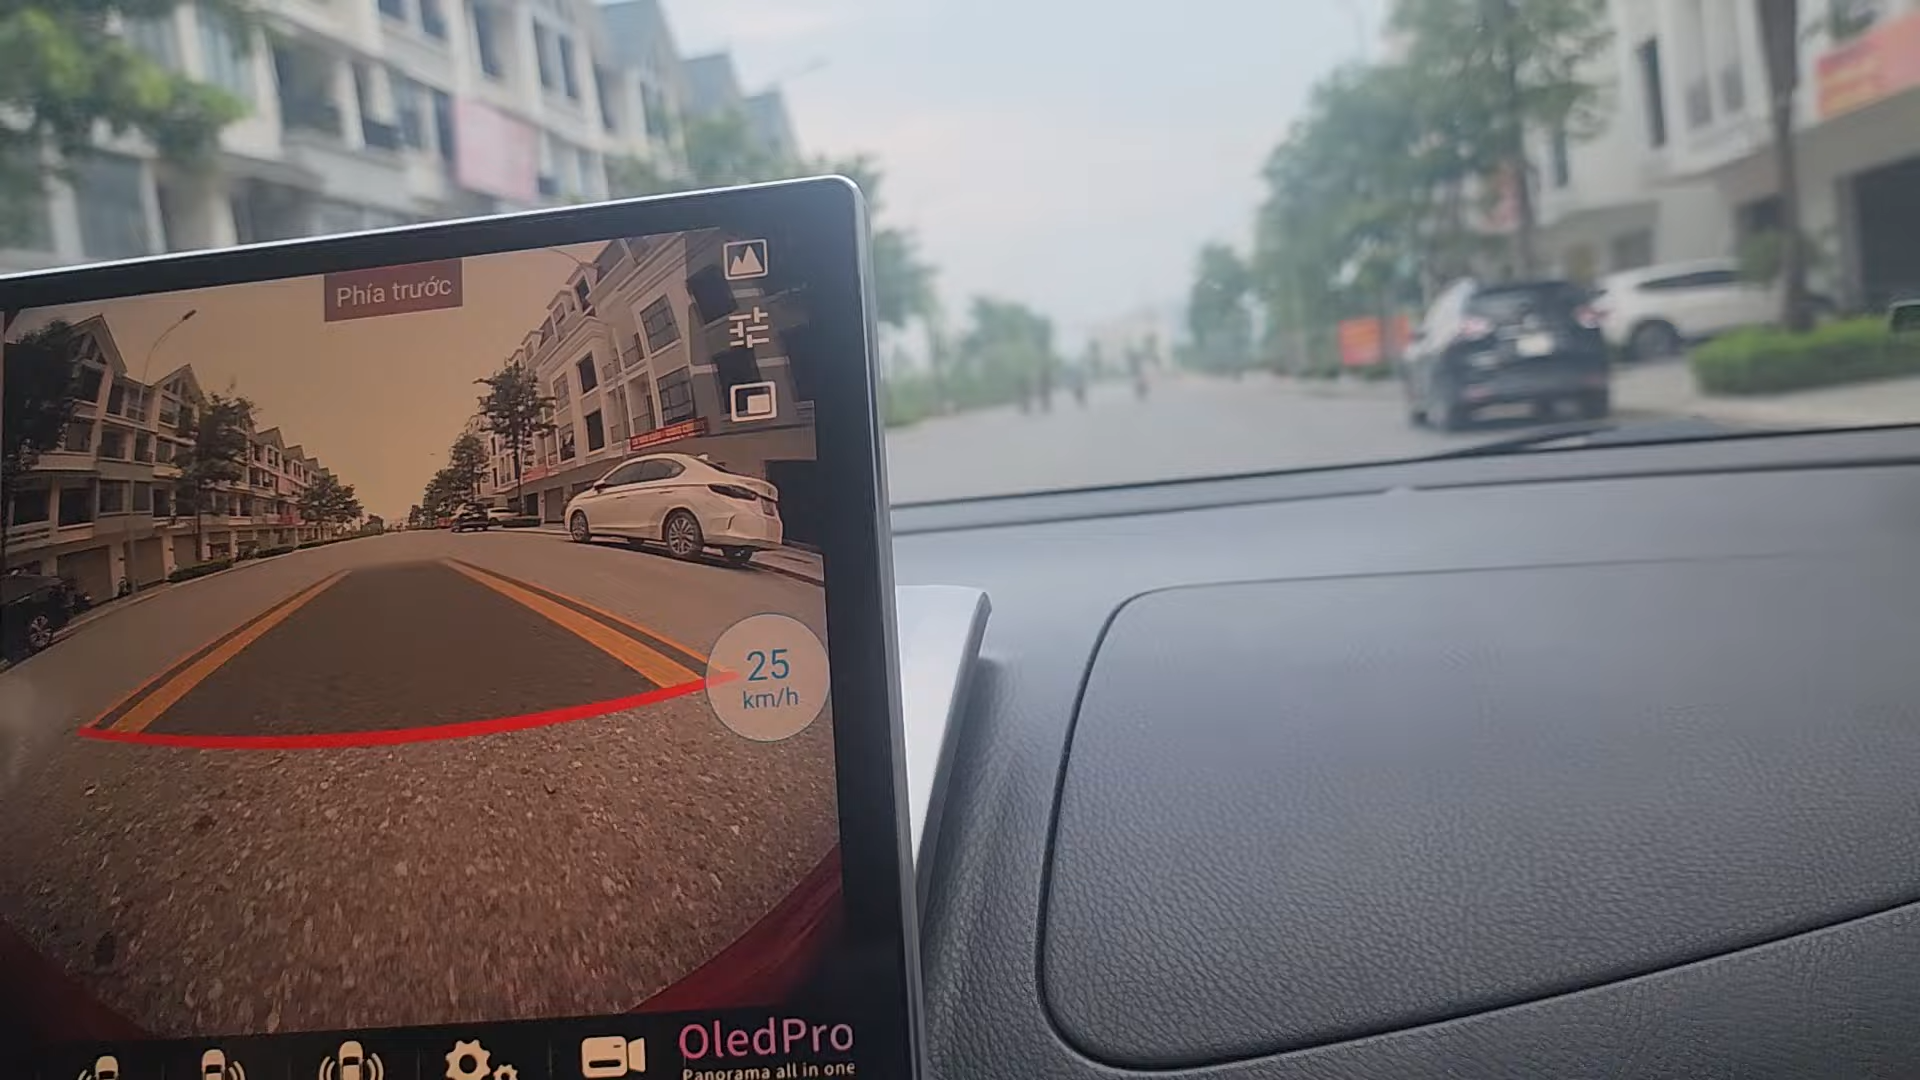 Phía trước
25
km/h
OledPro
Panorama all in one